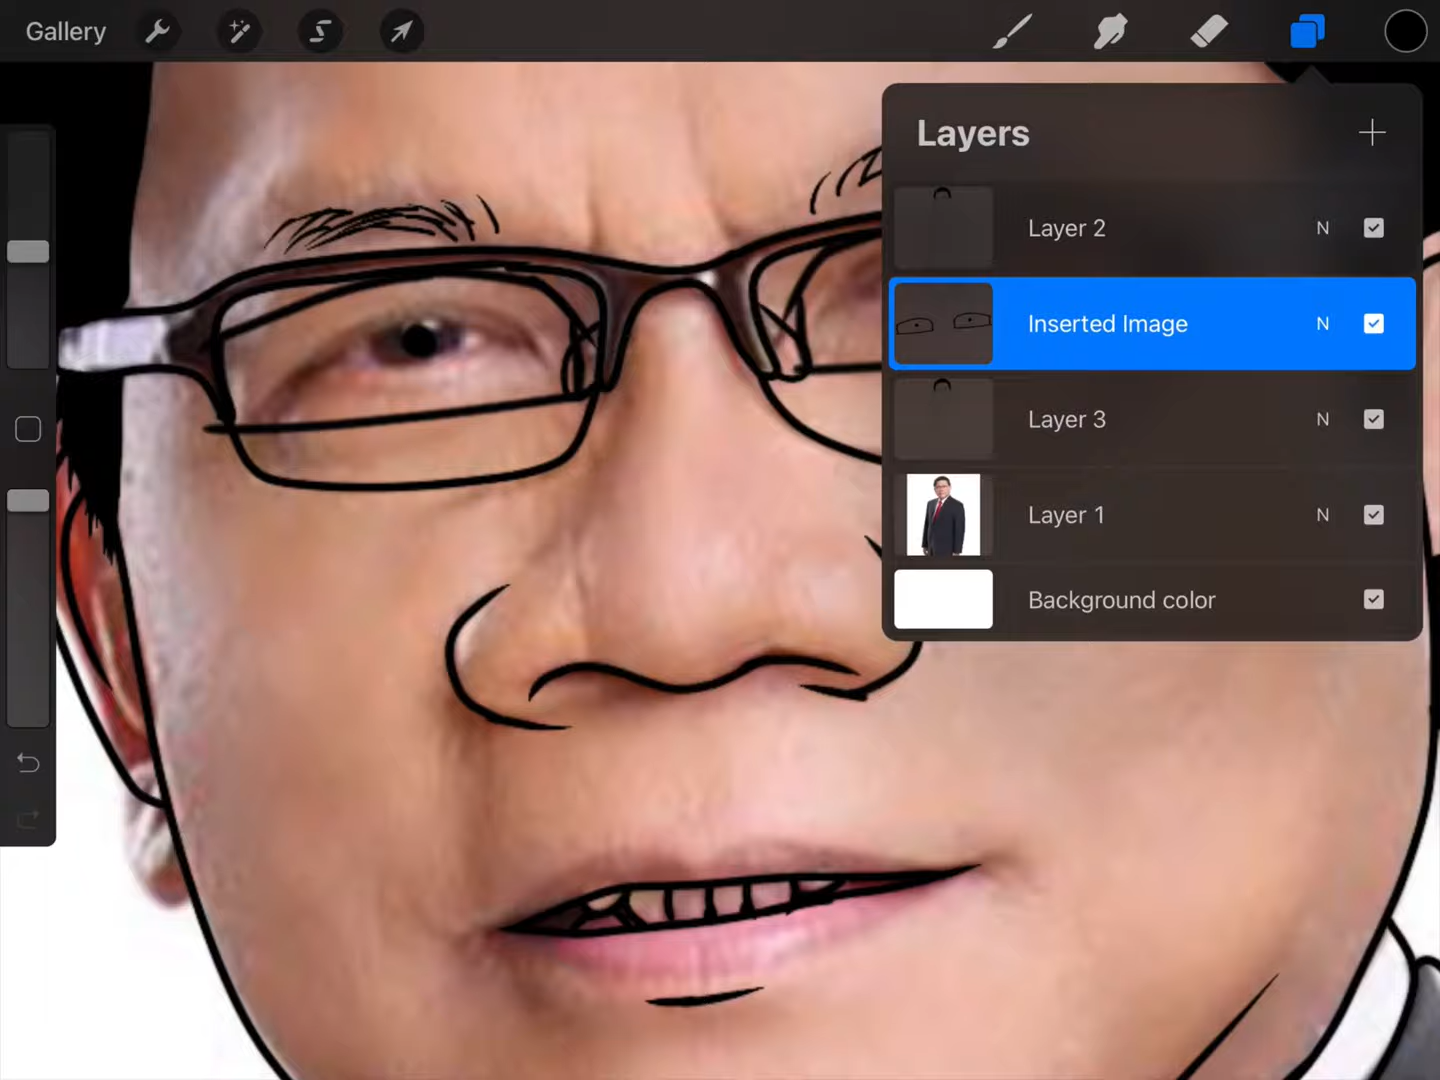 Gallery
Layers
Layer 2 N
Inserted Image N
Layer 3 N
Layer 1 N
Background color